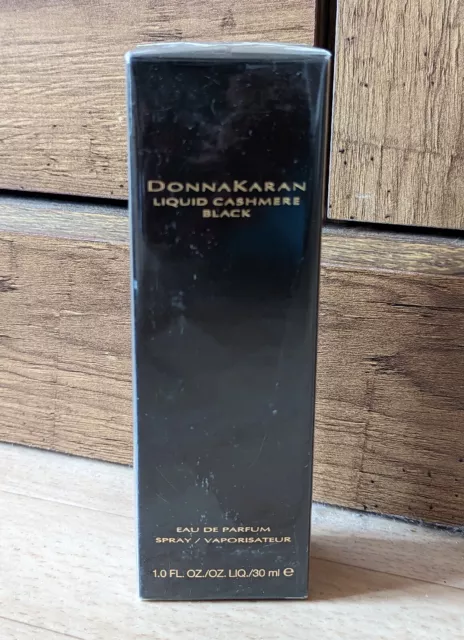 DONNAKARAN
LIQUID CASHMERE
BLACK
EAU DE PARFUM
SPRAY / VAPORISATEUR
1.0 FL. OZ./OZ. LIQ./30 ml ℮